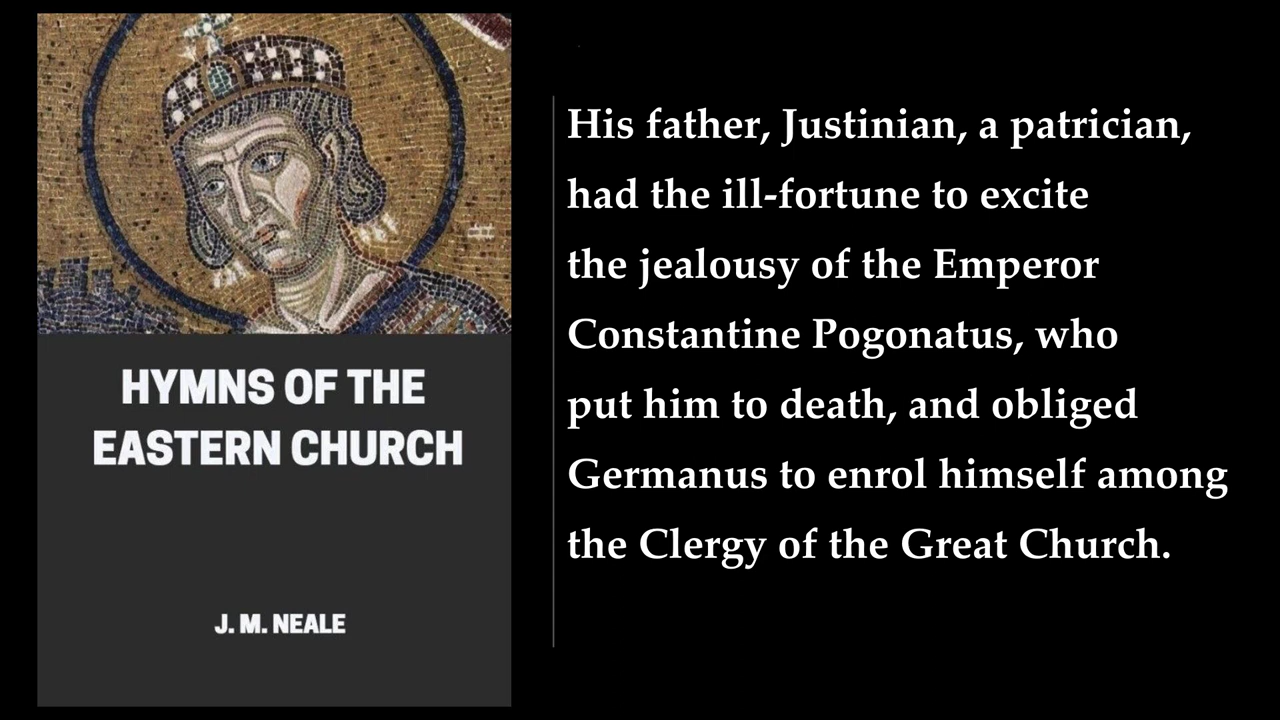 HYMNS OF THE
EASTERN CHURCH
J. M. NEALE
His father, Justinian, a patrician,
had the ill-fortune to excite
the jealousy of the Emperor
Constantine Pogonatus, who
put him to death, and obliged
Germanus to enrol himself among
the Clergy of the Great Church.